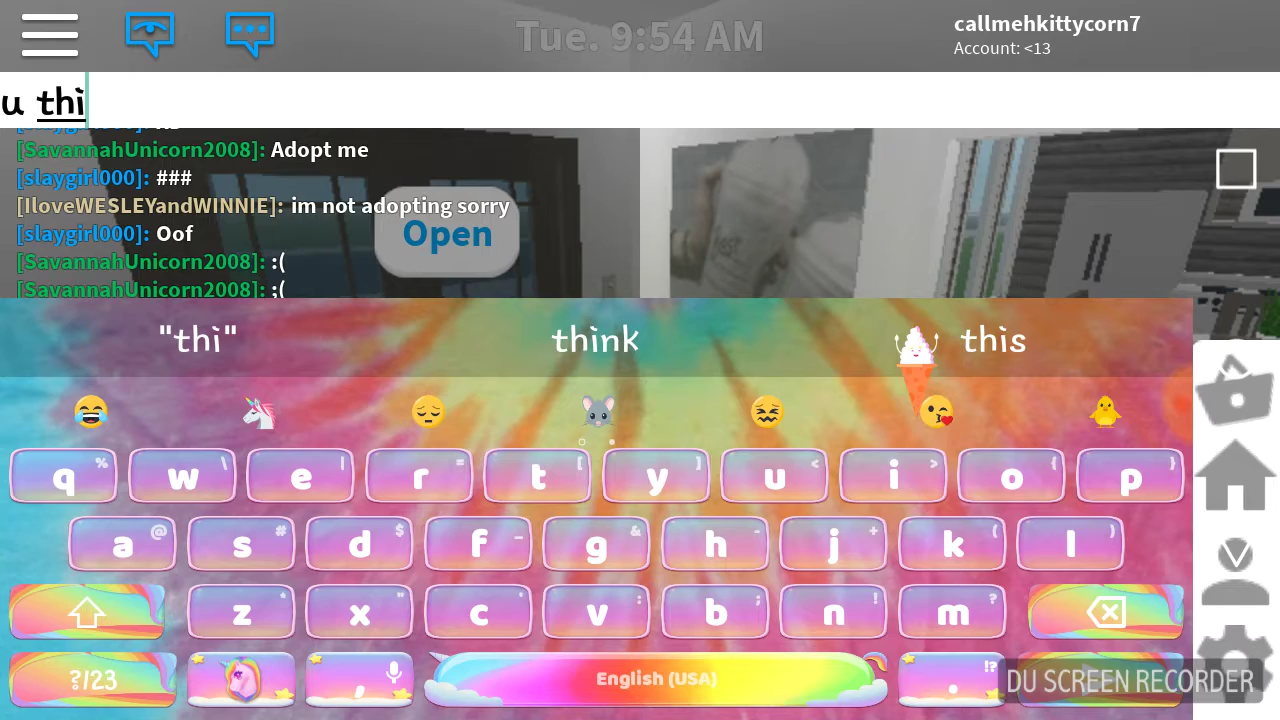 Tue. 9:54 AM
callmehkittycorn7
Account: <13
u thi
[SavannahUnicorn2008]: Adopt me
[slaygirl000]: ###
[IloveWESLEYandWINNIE]: im not adopting sorry
Open
[slaygirl000]: Oof
[SavannahUnicorn2008]: :(
[SavannahUnicorn2008]: ;(
"thi" think this
q % w \ e | r = t [ y ] u < i > o { p }
a @ s # d $ f _ g & h - j + k ( l )
z * x " c ' v : b ; n ! m ?
?123 , English (USA) . !?
DU SCREEN RECORDER